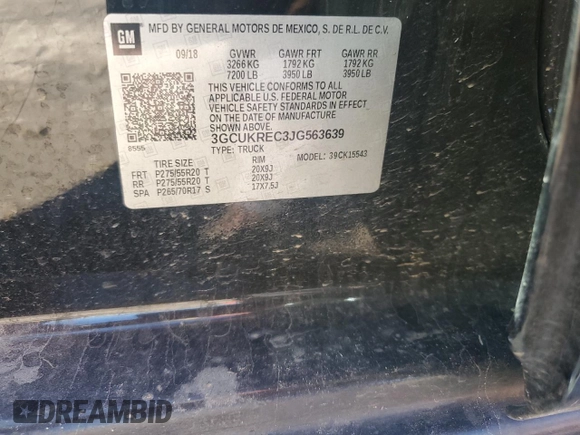 GM
MFD BY GENERAL MOTORS DE MEXICO, S. DE R.L. DE C.V.
09/18 GVWR GAWR FRT GAWR RR
3266 KG 1792 KG 1792 KG
7200 LB 3950 LB 3950 LB
THIS VEHICLE CONFORMS TO ALL
APPLICABLE U.S. FEDERAL MOTOR
VEHICLE SAFETY STANDARDS IN EFFECT
ON THE DATE OF MANUFACTURE
SHOWN ABOVE.
3GCUKREC3JG563639
8555 TYPE: TRUCK MODEL: 39CK15543
TIRE SIZE RIM
FRT P275/55R20 T 20X9J
RR P275/55R20 T 20X9J
SPA P265/70R17 S 17X7.5J
DREAMBID